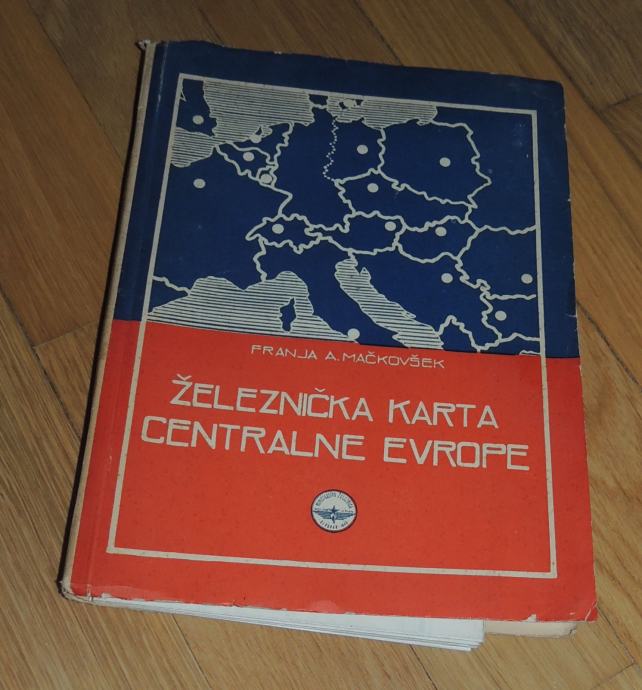 FRANJA A. MAČKOVŠEK
ŽELEZNIČKA KARTA
CENTRALNE EVROPE